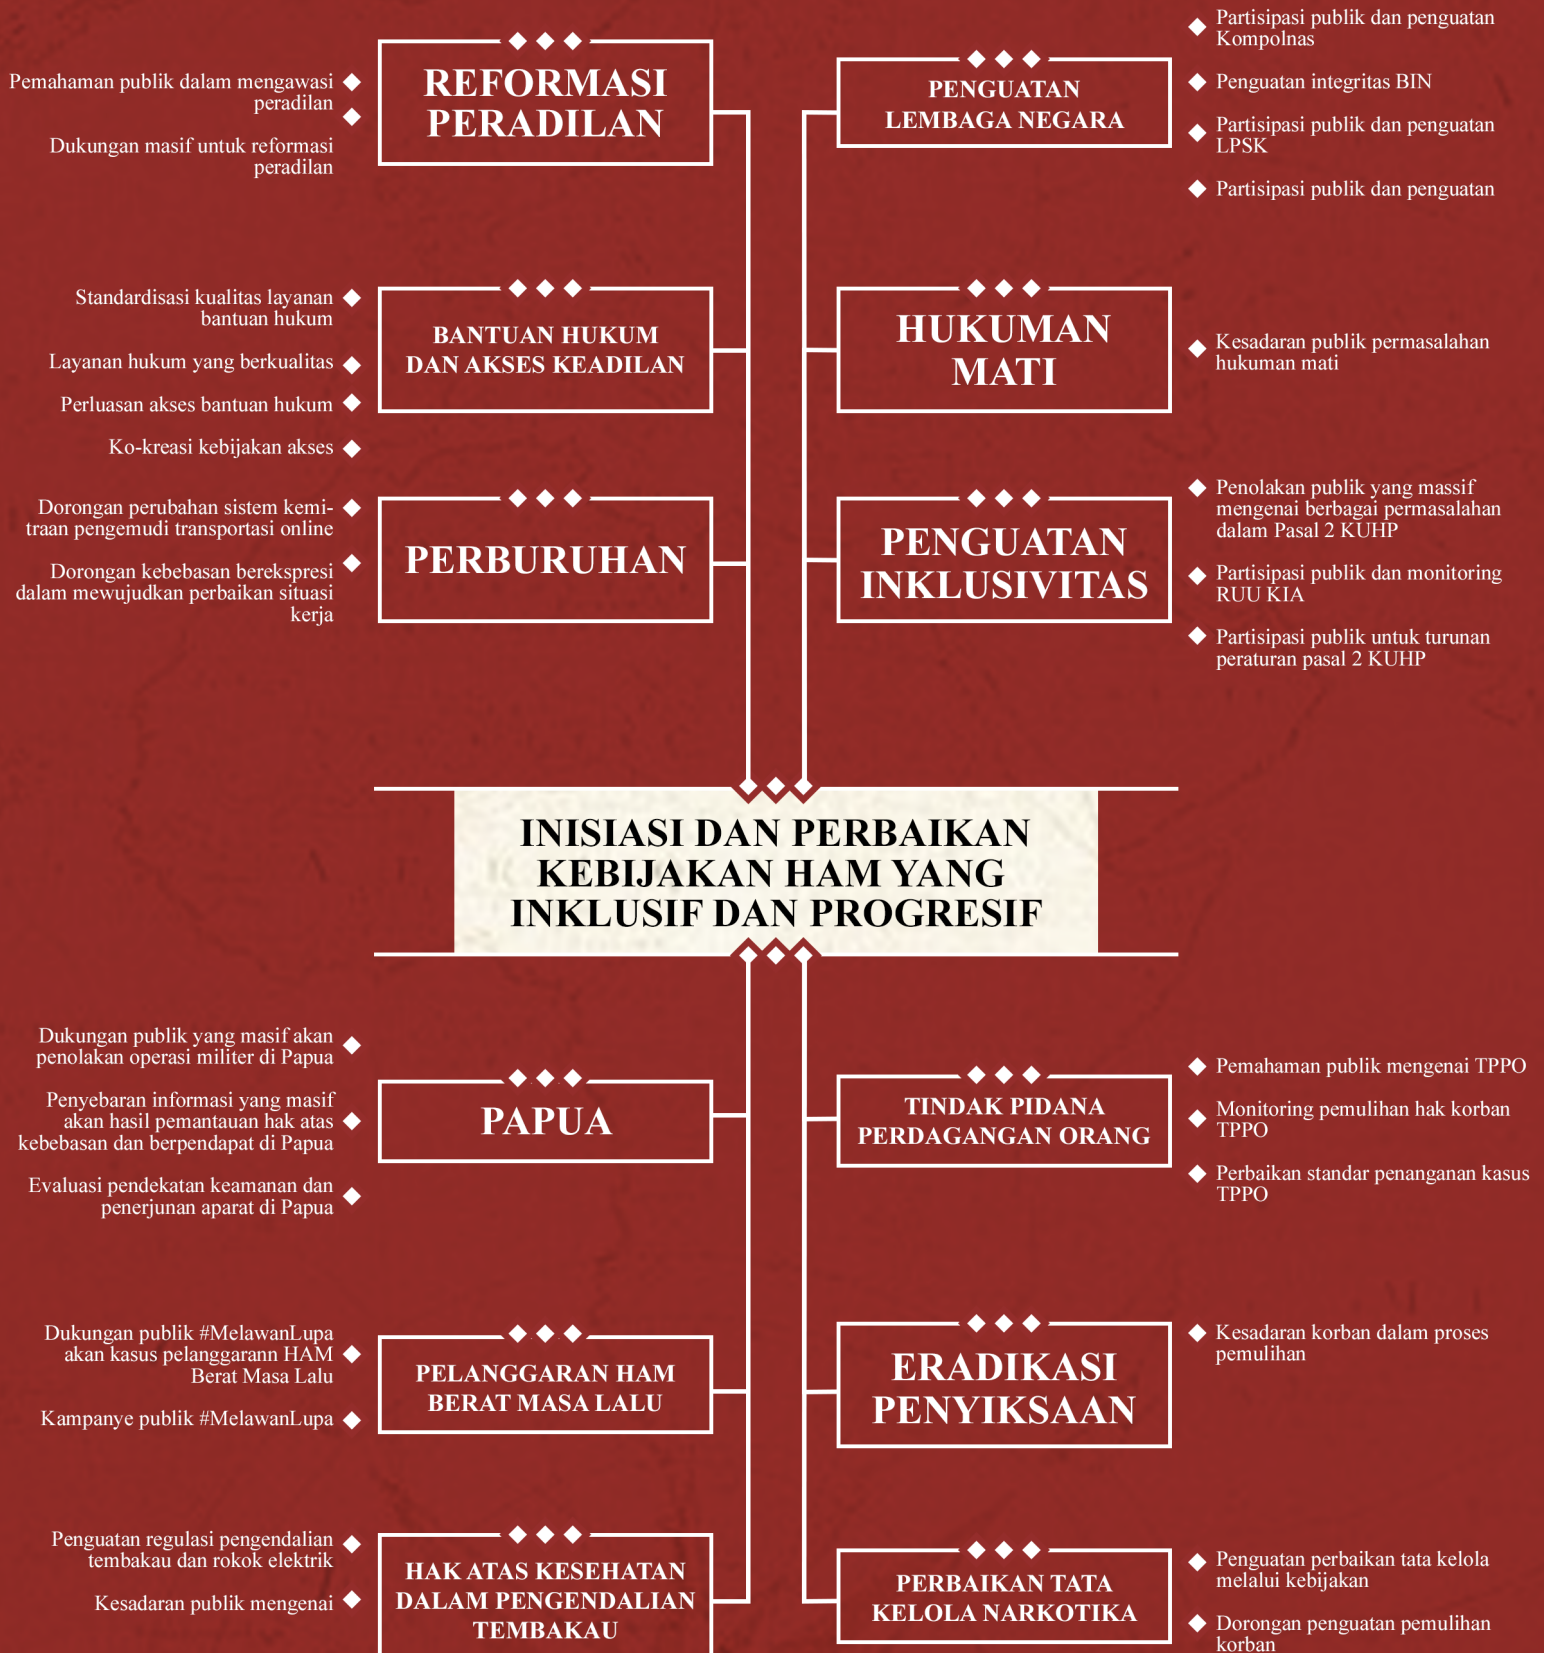 Pemahaman publik dalam mengawasi
peradilan
Dukungan masif untuk reformasi
peradilan
REFORMASI
PERADILAN
PENGUATAN
LEMBAGA NEGARA
Partisipasi publik dan penguatan
Kompolnas
Penguatan integritas BIN
Partisipasi publik dan penguatan
LPSK
Partisipasi publik dan penguatan
Standardisasi kualitas layanan
bantuan hukum
Layanan hukum yang berkualitas
Perluasan akses bantuan hukum
Ko-kreasi kebijakan akses
BANTUAN HUKUM
DAN AKSES KEADILAN
HUKUMAN
MATI
Kesadaran publik permasalahan
hukuman mati
Dorongan perubahan sistem kemi-
traan pengemudi transportasi online
Dorongan kebebasan berekspresi
dalam mewujudkan perbaikan situasi
kerja
PERBURUHAN
PENGUATAN
INKLUSIVITAS
Penolakan publik yang massif
mengenai berbagai permasalahan
dalam Pasal 2 KUHP
Partisipasi publik dan monitoring
RUU KIA
Partisipasi publik untuk turunan
peraturan pasal 2 KUHP
INISIASI DAN PERBAIKAN
KEBIJAKAN HAM YANG
INKLUSIF DAN PROGRESIF
Dukungan publik yang masif akan
penolakan operasi militer di Papua
Penyebaran informasi yang masif
akan hasil pemantauan hak atas
kebebasan dan berpendapat di Papua
Evaluasi pendekatan keamanan dan
penerjunan aparat di Papua
PAPUA
TINDAK PIDANA
PERDAGANGAN ORANG
Pemahaman publik mengenai TPPO
Monitoring pemulihan hak korban
TPPO
Perbaikan standar penanganan kasus
TPPO
Dukungan publik #MelawanLupa
akan kasus pelanggarann HAM
Berat Masa Lalu
Kampanye publik #MelawanLupa
PELANGGARAN HAM
BERAT MASA LALU
ERADIKASI
PENYIKSAAN
Kesadaran korban dalam proses
pemulihan
Penguatan regulasi pengendalian
tembakau dan rokok elektrik
Kesadaran publik mengenai
HAK ATAS KESEHATAN
DALAM PENGENDALIAN
TEMBAKAU
PERBAIKAN TATA
KELOLA NARKOTIKA
Penguatan perbaikan tata kelola
melalui kebijakan
Dorongan penguatan pemulihan
korban